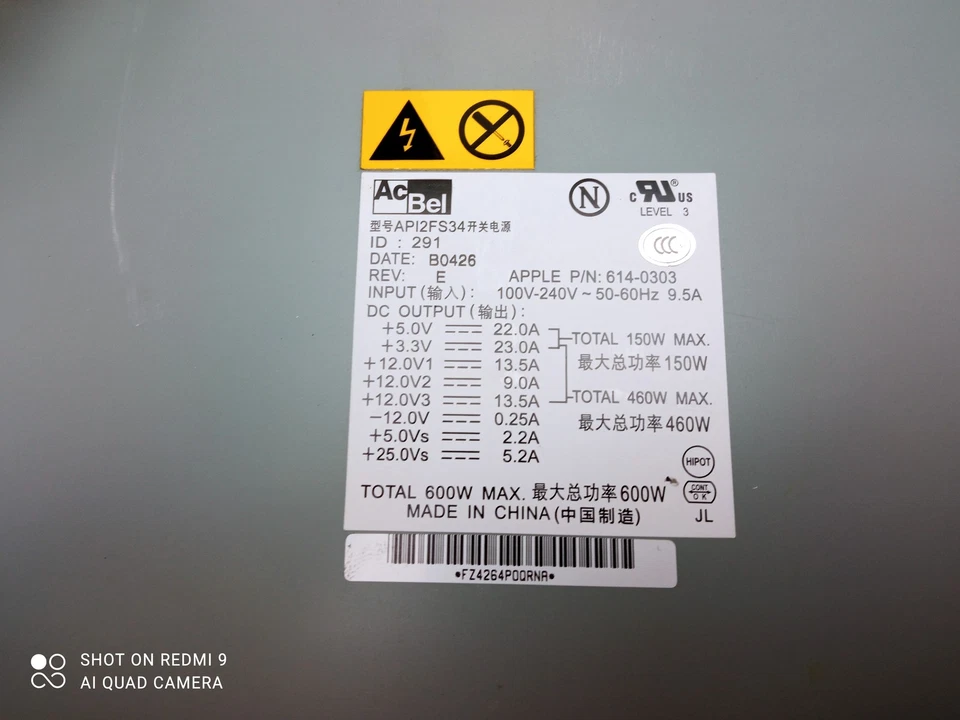 AcBel
N
c RU® US
LEVEL 3
CCC
型号API2FS34开关电源
ID : 291
DATE: B0426
REV: E APPLE P/N: 614-0303
INPUT(输入): 100V-240V ~ 50-60Hz 9.5A
DC OUTPUT(输出):
+5.0V 22.0A
+3.3V 23.0A
TOTAL 150W MAX.
最大总功率150W
+12.0V1 13.5A
+12.0V2 9.0A
+12.0V3 13.5A
TOTAL 460W MAX.
最大总功率460W
-12.0V 0.25A
+5.0Vs 2.2A
+25.0Vs 5.2A
HIPOT
CONT.
OK
TOTAL 600W MAX. 最大总功率600W
MADE IN CHINA(中国制造)
JL
*FZ4264P0QRNA*
SHOT ON REDMI 9
AI QUAD CAMERA